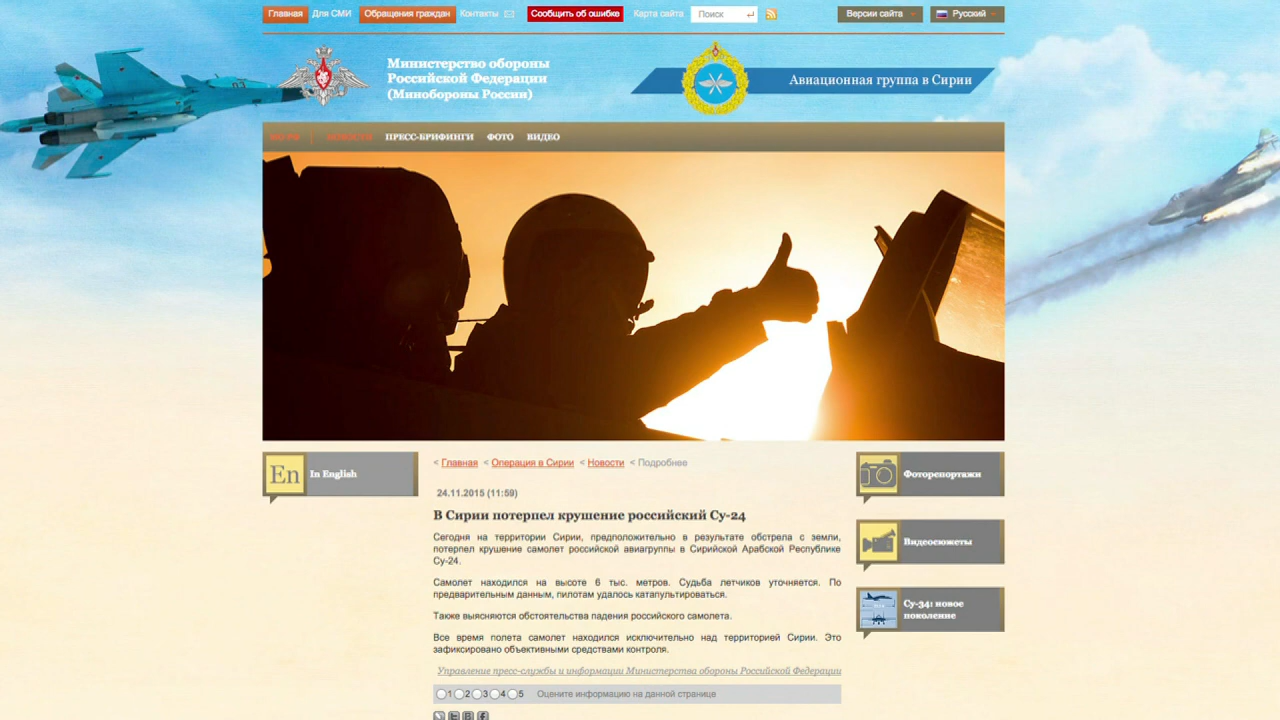 Главная Для СМИ Обращения граждан Контакты Сообщить об ошибке Карта сайта Поиск Версии сайта Русский
Министерство обороны
Российской Федерации
(Минобороны России)
Авиационная группа в Сирии
НОВОСТИ ПРЕСС-БРИФИНГИ ФОТО ВИДЕО
En In English
< Главная < Операция в Сирии < Новости < Подробнее
24.11.2015 (11:59)
В Сирии потерпел крушение российский Су-24
Сегодня на территории Сирии, предположительно в результате обстрела с земли,
потерпел крушение самолет российской авиагруппы в Сирийской Арабской Республике
Су-24.
Самолет находился на высоте 6 тыс. метров. Судьба летчиков уточняется. По
предварительным данным, пилотам удалось катапультироваться.
Также выясняются обстоятельства падения российского самолета.
Все время полета самолет находился исключительно над территорией Сирии. Это
зафиксировано объективными средствами контроля.
Управление пресс-службы и информации Министерства обороны Российской Федерации
1 2 3 4 5 Оцените информацию на данной странице
Фоторепортажи
Видеосюжеты
Су-34: новое
поколение